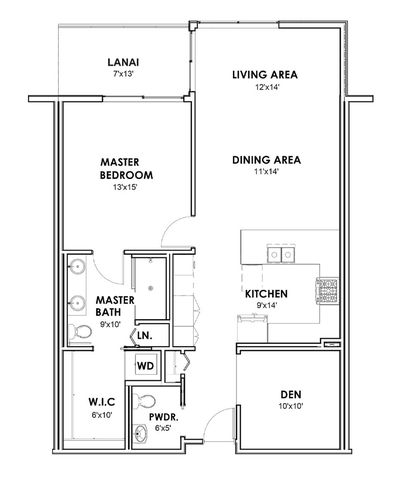 LANAI
7'x13'
LIVING AREA
12'x14'
MASTER
BEDROOM
13'x15'
DINING AREA
11'x14'
MASTER
BATH
9'x10'
KITCHEN
9'x14'
LN.
WD
W.I.C
6'x10'
PWDR.
6'x5'
DEN
10'x10'